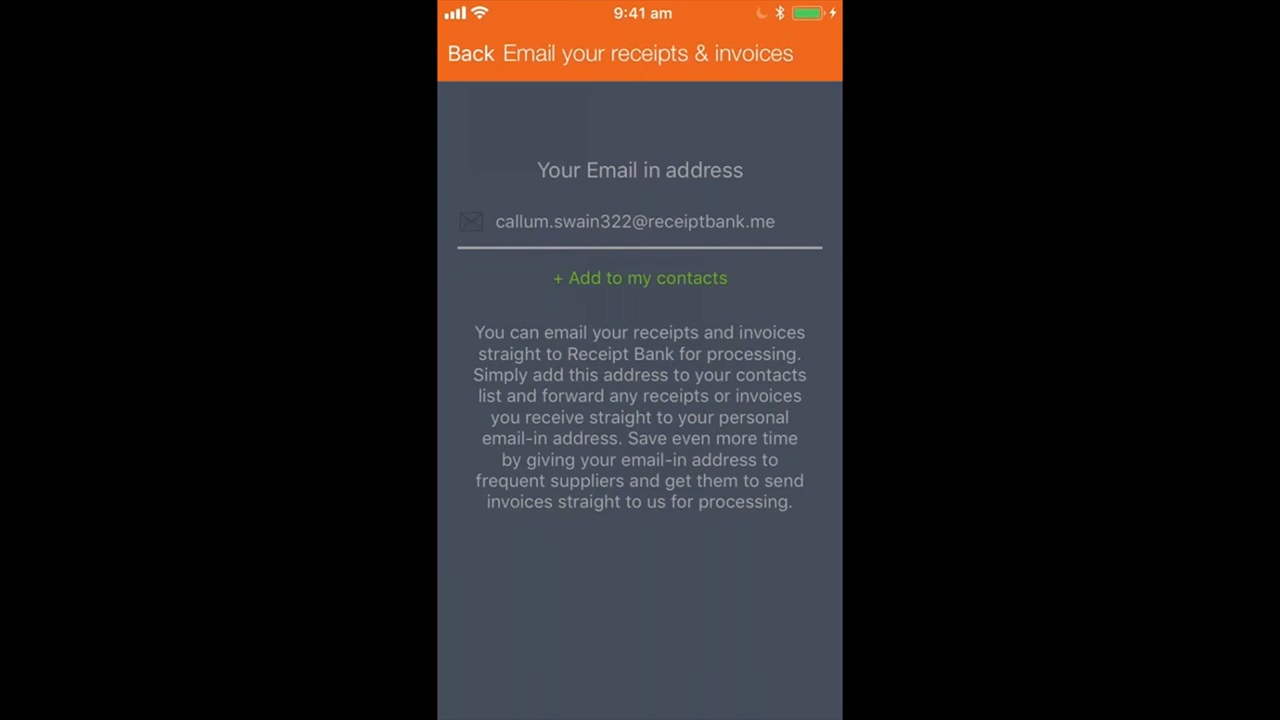 9:41 am
Back Email your receipts & invoices
Your Email in address
callum.swain322@receiptbank.me
+ Add to my contacts
You can email your receipts and invoices
straight to Receipt Bank for processing.
Simply add this address to your contacts
list and forward any receipts or invoices
you receive straight to your personal
email-in address. Save even more time
by giving your email-in address to
frequent suppliers and get them to send
invoices straight to us for processing.